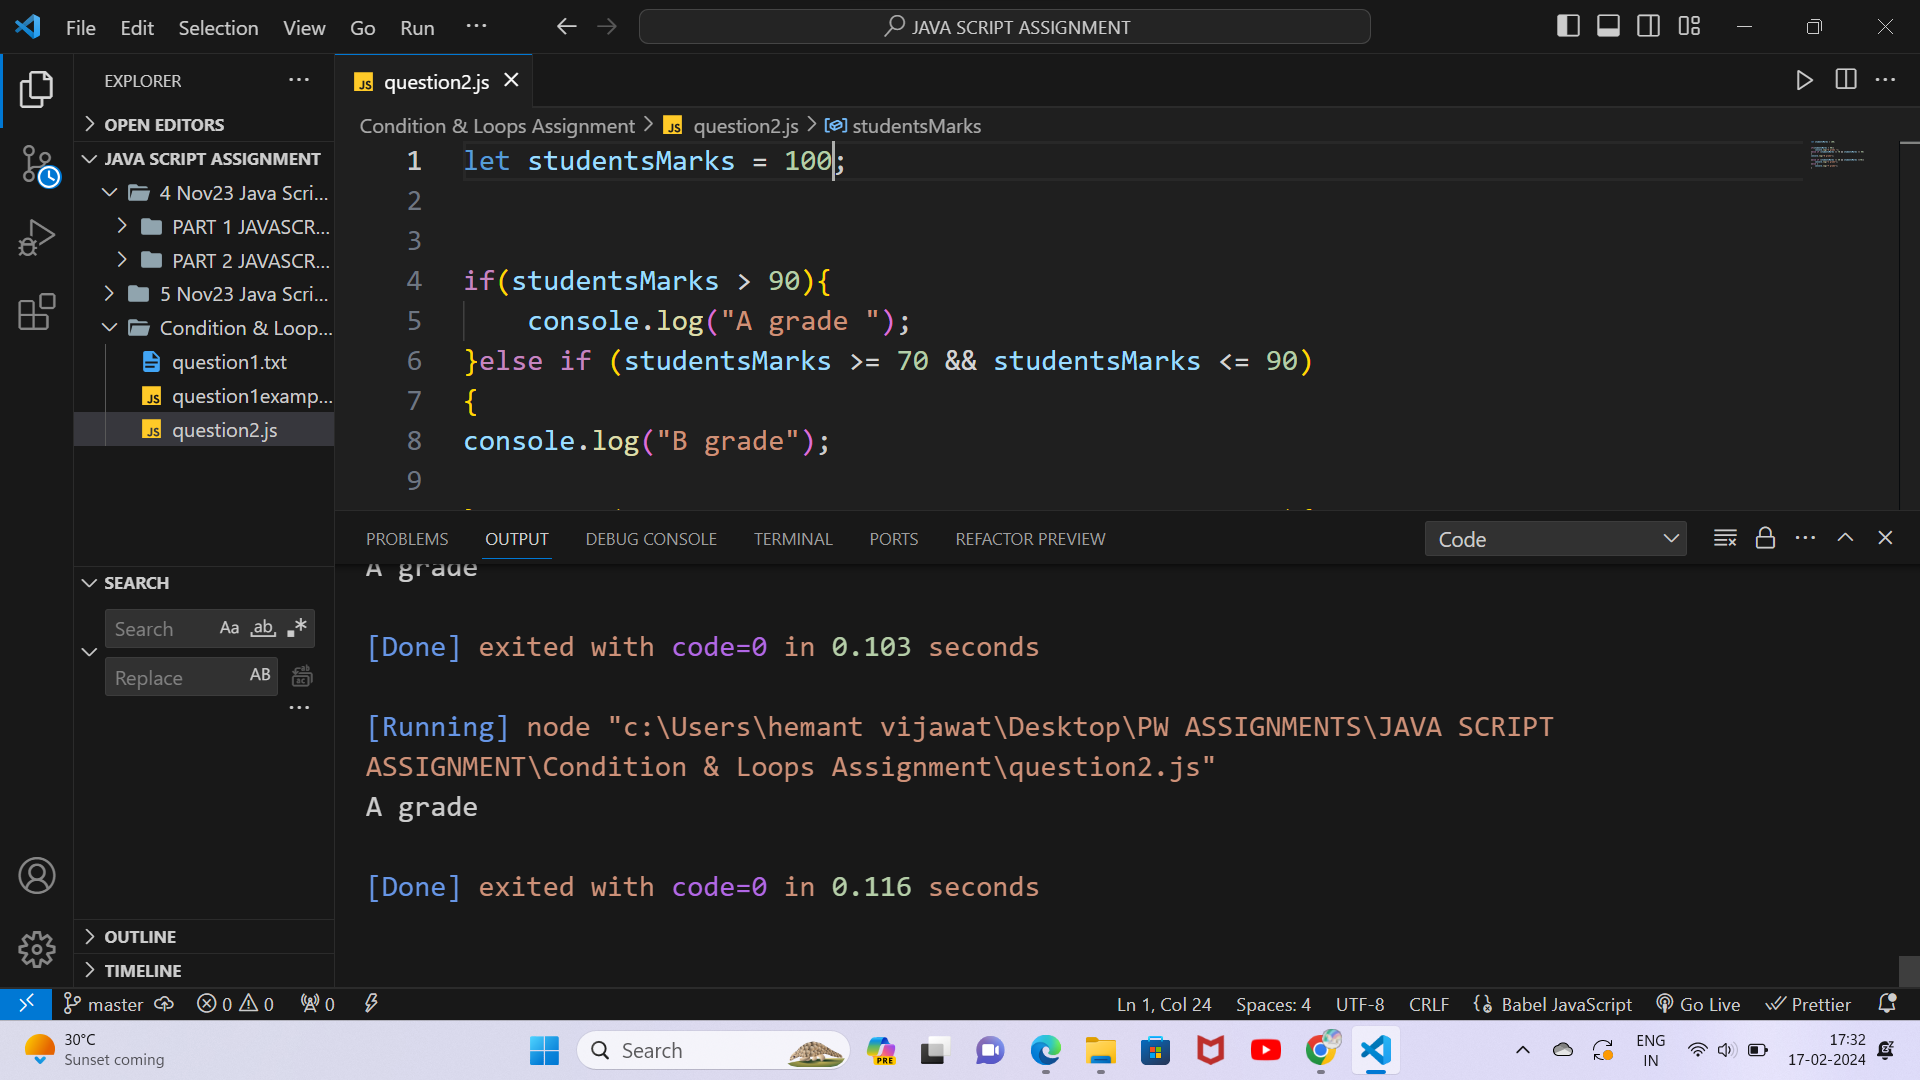 File Edit Selection View Go Run ···
JAVA SCRIPT ASSIGNMENT
EXPLORER
OPEN EDITORS
JAVA SCRIPT ASSIGNMENT
4 Nov23 Java Scri...
PART 1 JAVASCR...
PART 2 JAVASCR...
5 Nov23 Java Scri...
Condition & Loop...
question1.txt
JS question1examp...
JS question2.js
SEARCH
Search Aa ab
Replace AB
OUTLINE
TIMELINE
JS question2.js
Condition & Loops Assignment > JS question2.js > studentsMarks
1 let studentsMarks = 100;
2
3
4 if(studentsMarks > 90){
5 console.log("A grade ");
6 }else if (studentsMarks >= 70 && studentsMarks <= 90)
7 {
8 console.log("B grade");
9
PROBLEMS OUTPUT DEBUG CONSOLE TERMINAL PORTS REFACTOR PREVIEW
Code
A grade
[Done] exited with code=0 in 0.103 seconds
[Running] node "c:\Users\hemant vijawat\Desktop\PW ASSIGNMENTS\JAVA SCRIPT
ASSIGNMENT\Condition & Loops Assignment\question2.js"
A grade
[Done] exited with code=0 in 0.116 seconds
master 0 0 0
Ln 1, Col 24 Spaces: 4 UTF-8 CRLF Babel JavaScript Go Live Prettier
30°C
Sunset coming
Search
PRE
ENG
IN
17:32
17-02-2024